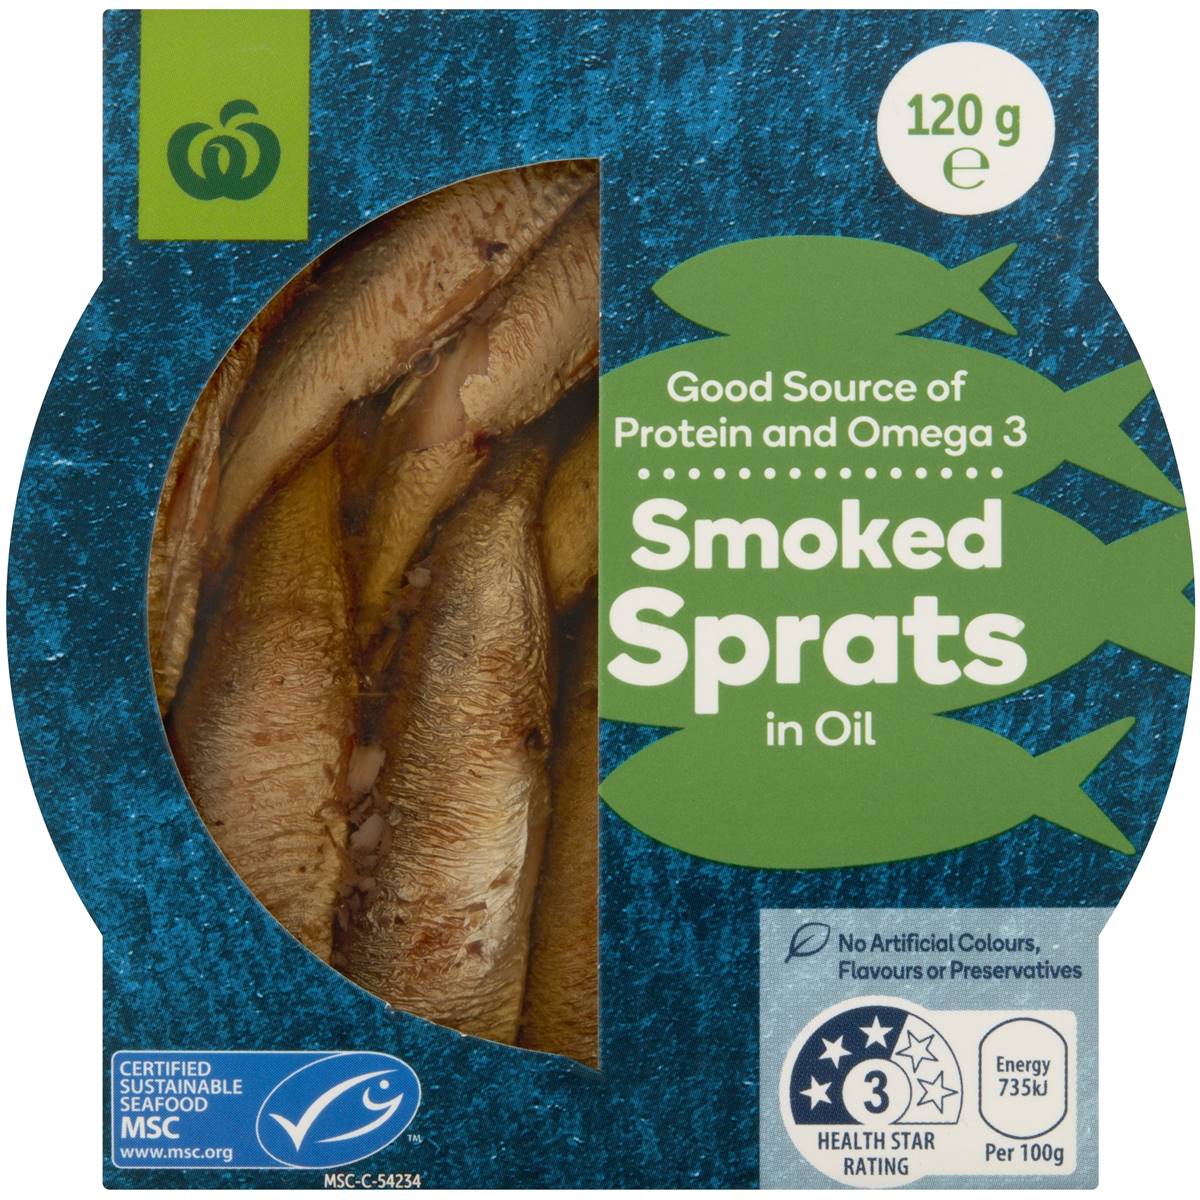 120 g
℮
Good Source of
Protein and Omega 3
Smoked
Sprats
in Oil
No Artificial Colours,
Flavours or Preservatives
3
HEALTH STAR
RATING
Energy
735kJ
Per 100g
CERTIFIED
SUSTAINABLE
SEAFOOD
MSC
www.msc.org
TM
MSC-C-54234